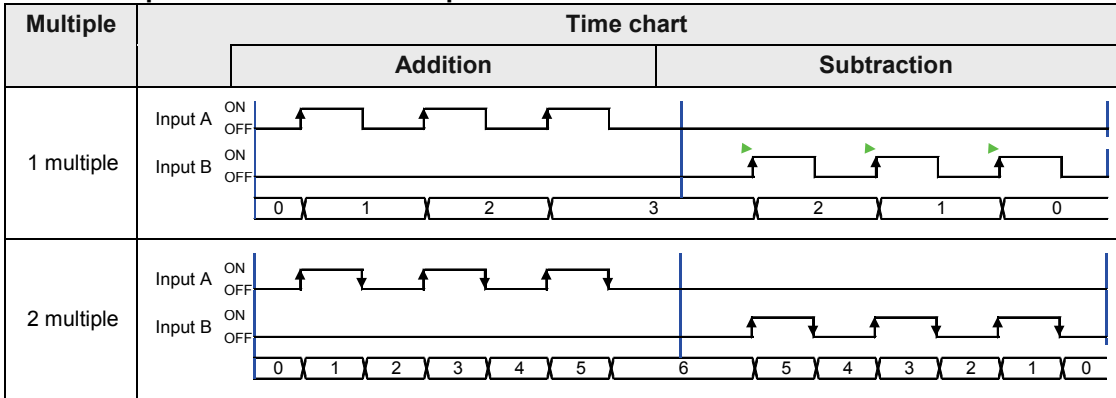 Multiple
Time chart
Addition
Subtraction
1 multiple
Input A
ON
OFF
Input B
ON
OFF
0 1 2 3 2 1 0
2 multiple
Input A
ON
OFF
Input B
ON
OFF
0 1 2 3 4 5 6 5 4 3 2 1 0